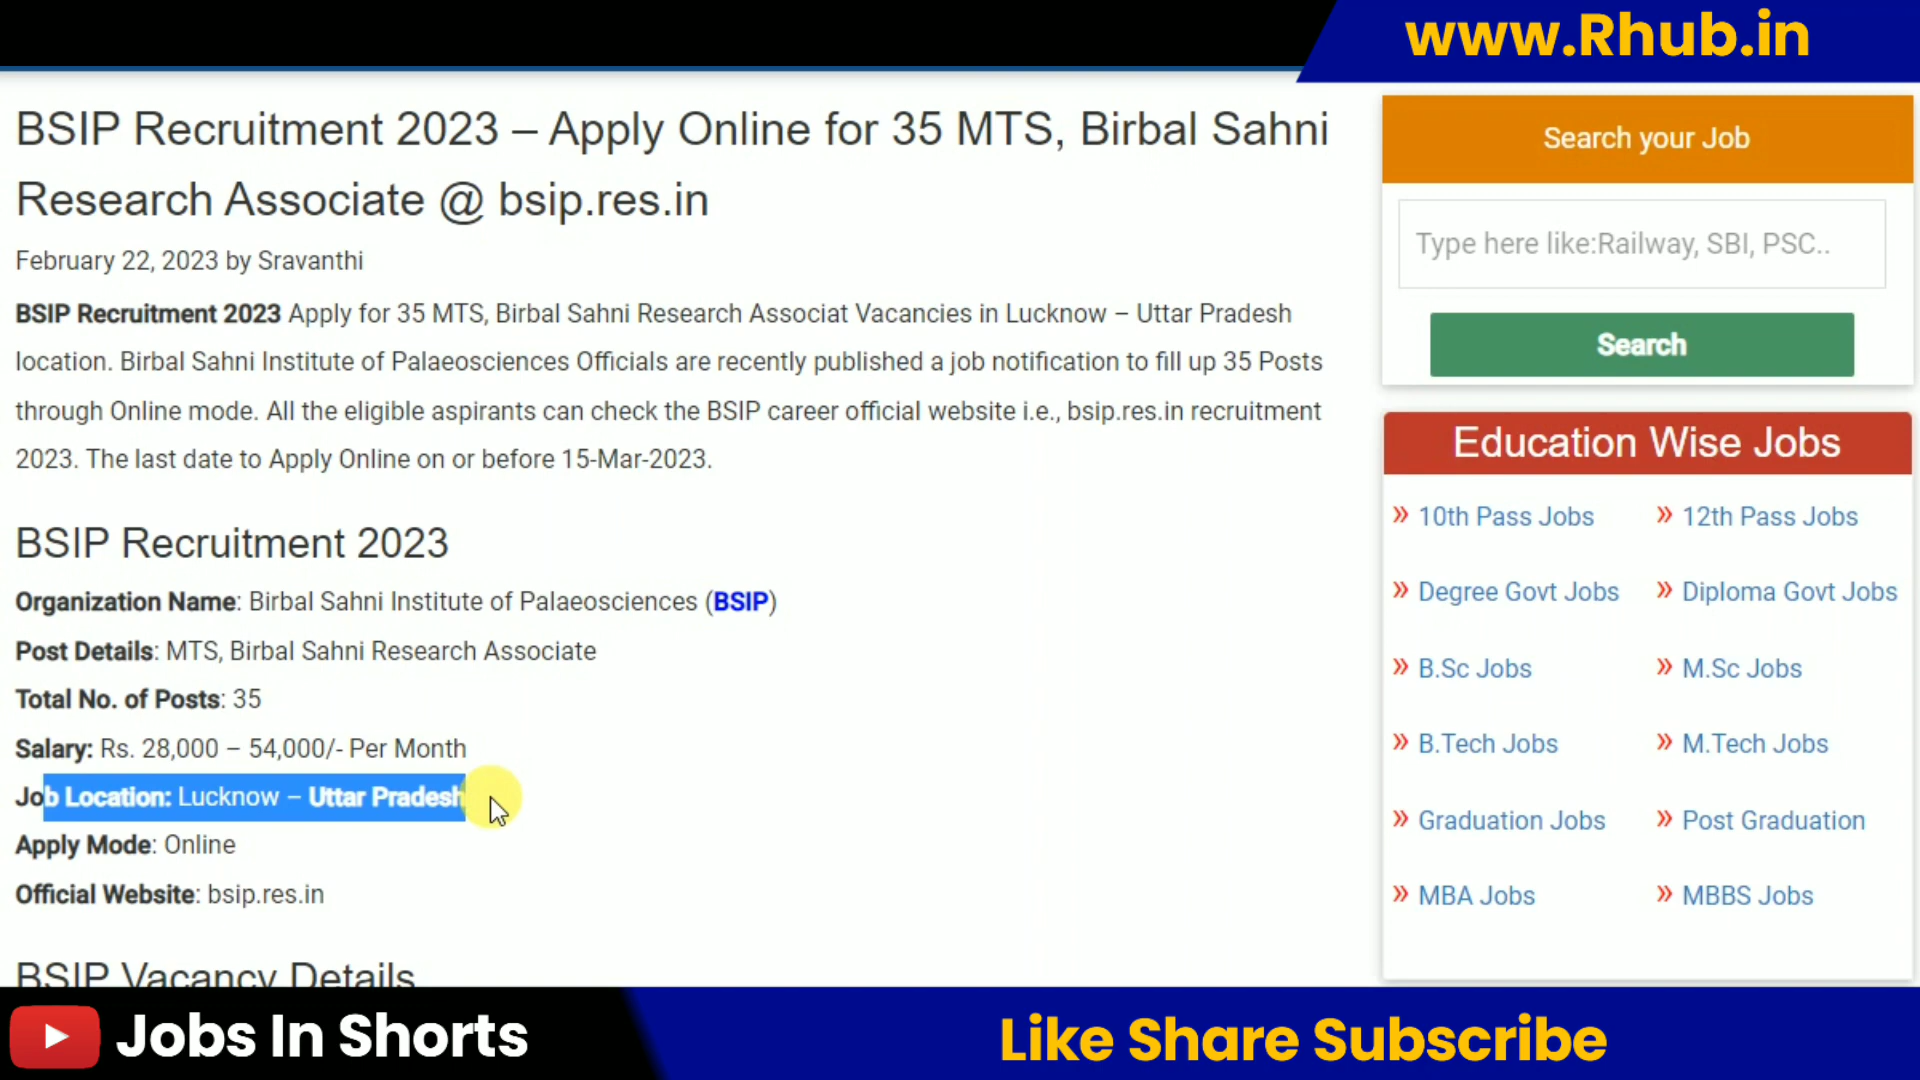 www.Rhub.in
BSIP Recruitment 2023 – Apply Online for 35 MTS, Birbal Sahni
Research Associate @ bsip.res.in
February 22, 2023 by Sravanthi
BSIP Recruitment 2023 Apply for 35 MTS, Birbal Sahni Research Associat Vacancies in Lucknow – Uttar Pradesh
location. Birbal Sahni Institute of Palaeosciences Officials are recently published a job notification to fill up 35 Posts
through Online mode. All the eligible aspirants can check the BSIP career official website i.e., bsip.res.in recruitment
2023. The last date to Apply Online on or before 15-Mar-2023.
BSIP Recruitment 2023
Organization Name: Birbal Sahni Institute of Palaeosciences (BSIP)
Post Details: MTS, Birbal Sahni Research Associate
Total No. of Posts: 35
Salary: Rs. 28,000 – 54,000/- Per Month
Job Location: Lucknow – Uttar Pradesh
Apply Mode: Online
Official Website: bsip.res.in
BSIP Vacancy Details
Search your Job
Type here like:Railway, SBI, PSC..
Search
Education Wise Jobs
» 10th Pass Jobs » 12th Pass Jobs
» Degree Govt Jobs » Diploma Govt Jobs
» B.Sc Jobs » M.Sc Jobs
» B.Tech Jobs » M.Tech Jobs
» Graduation Jobs » Post Graduation
» MBA Jobs » MBBS Jobs
Jobs In Shorts
Like Share Subscribe